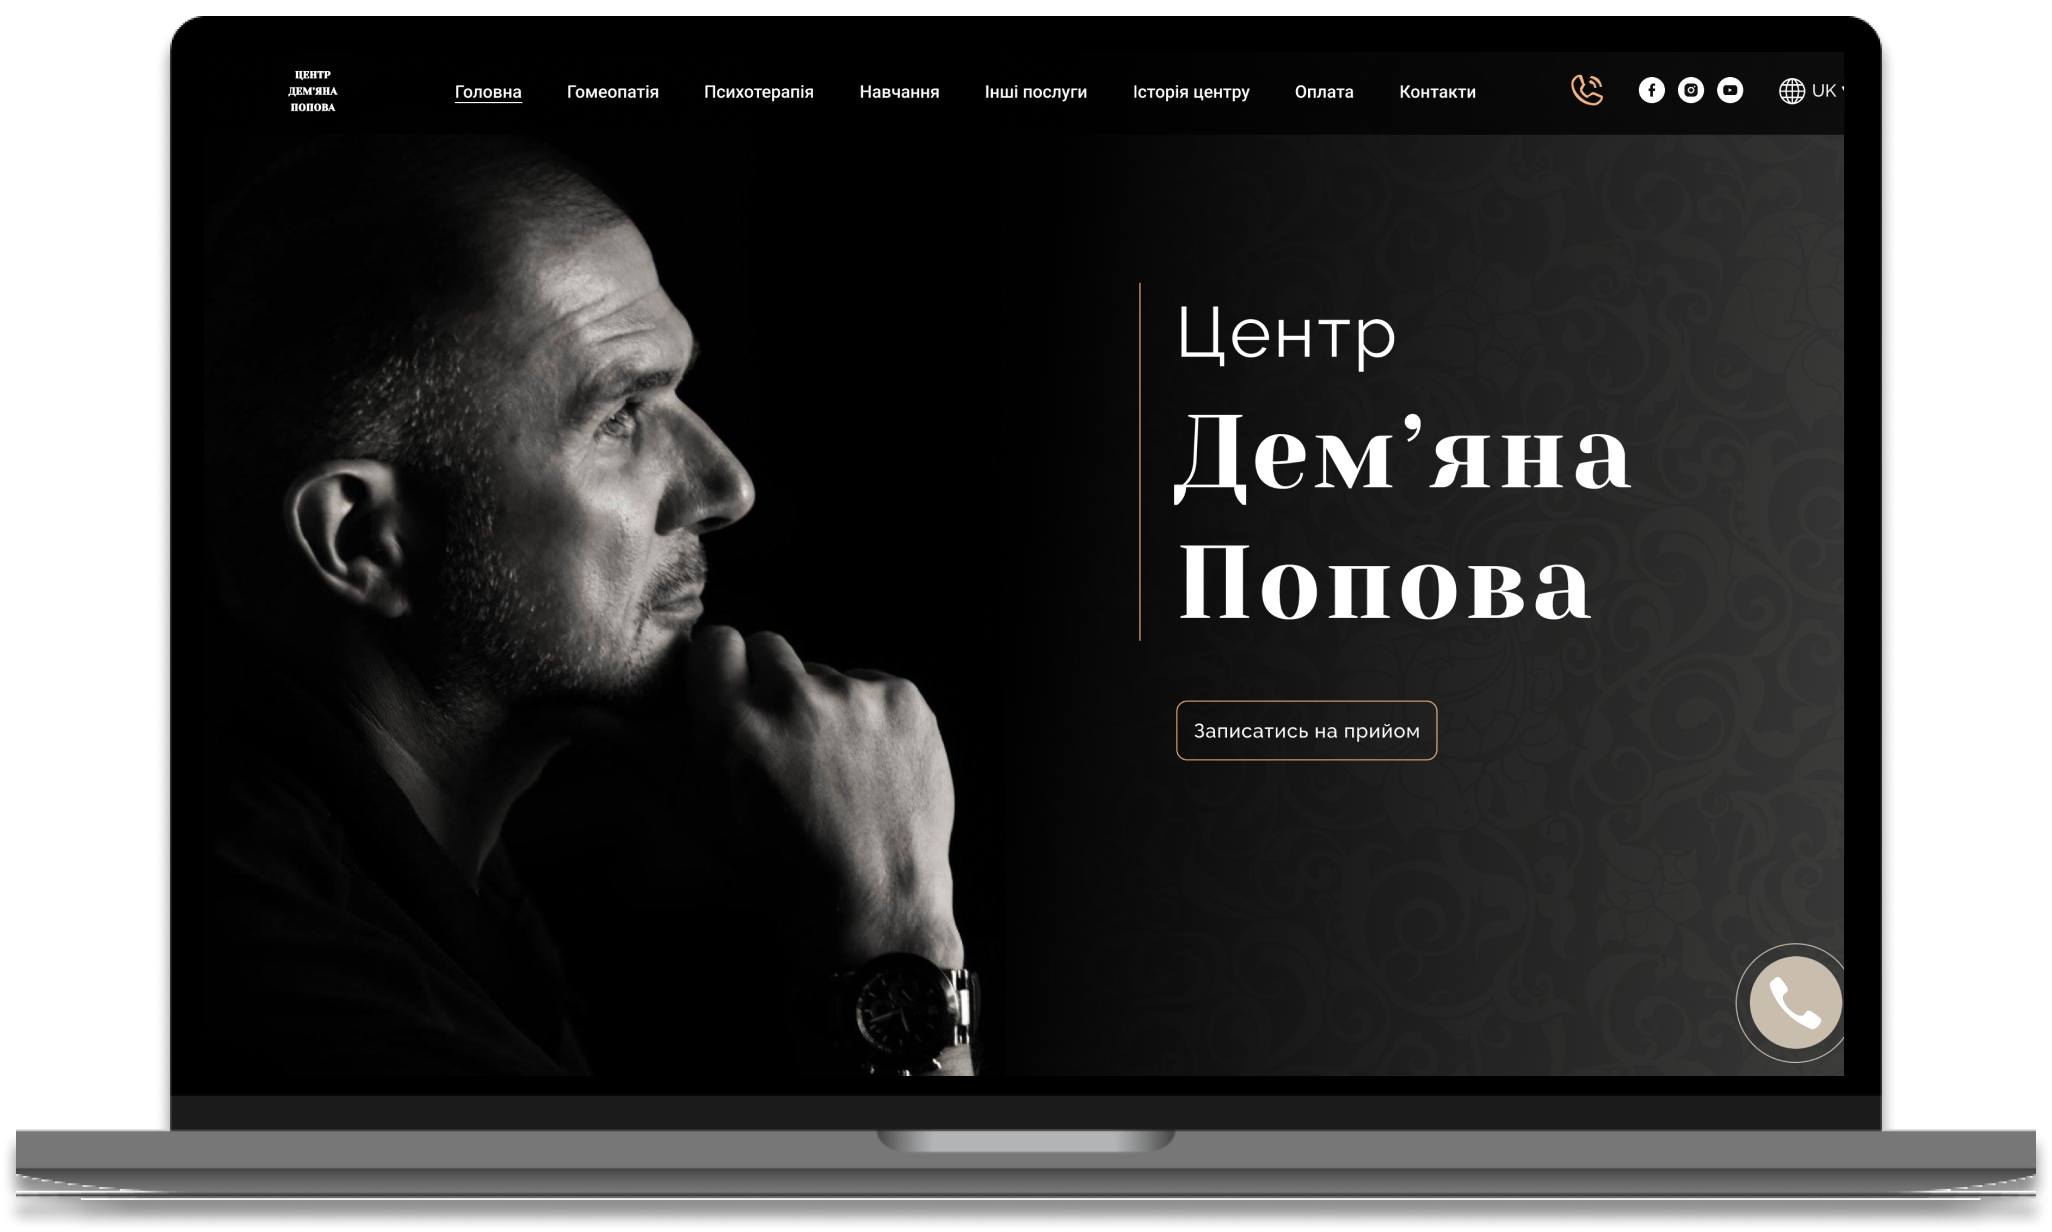 ЦЕНТР
ДЕМ'ЯНА
ПОПОВА
Головна Гомеопатія Психотерапія Навчання Інші послуги Історія центру Оплата Контакти UK
Центр
Дем’яна
Попова
Записатись на прийом